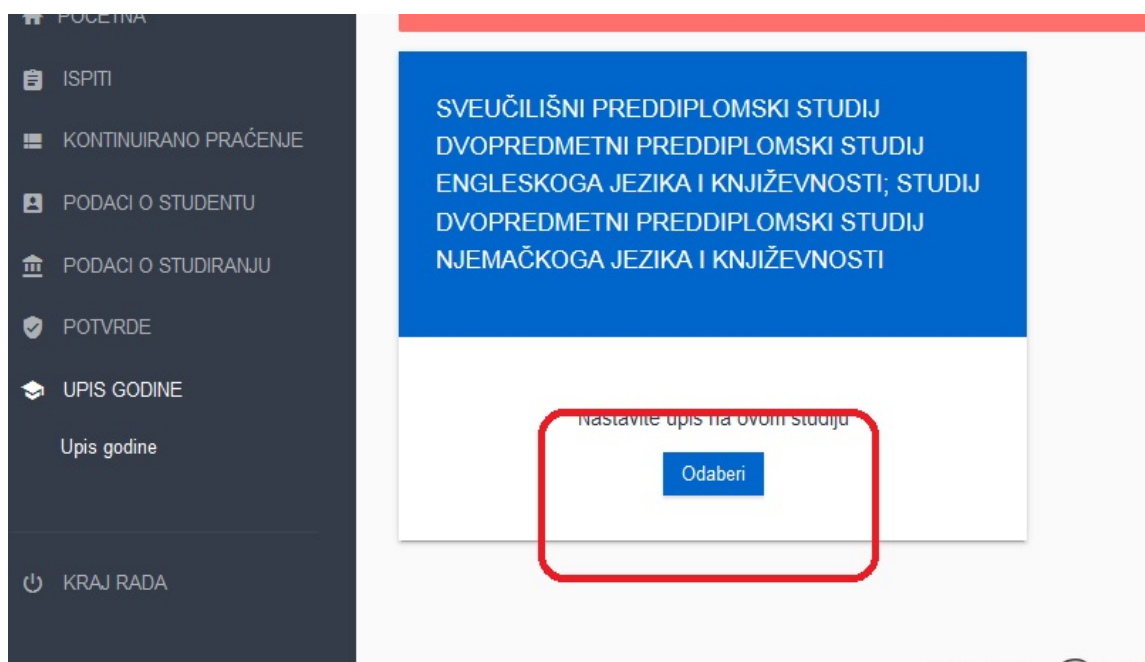 POČETNA
ISPITI
KONTINUIRANO PRAĆENJE
PODACI O STUDENTU
PODACI O STUDIRANJU
POTVRDE
UPIS GODINE
Upis godine
KRAJ RADA
SVEUČILIŠNI PREDDIPLOMSKI STUDIJ
DVOPREDMETNI PREDDIPLOMSKI STUDIJ
ENGLESKOGA JEZIKA I KNJIŽEVNOSTI; STUDIJ
DVOPREDMETNI PREDDIPLOMSKI STUDIJ
NJEMAČKOGA JEZIKA I KNJIŽEVNOSTI
Nastavite upis na ovom studiju
Odaberi